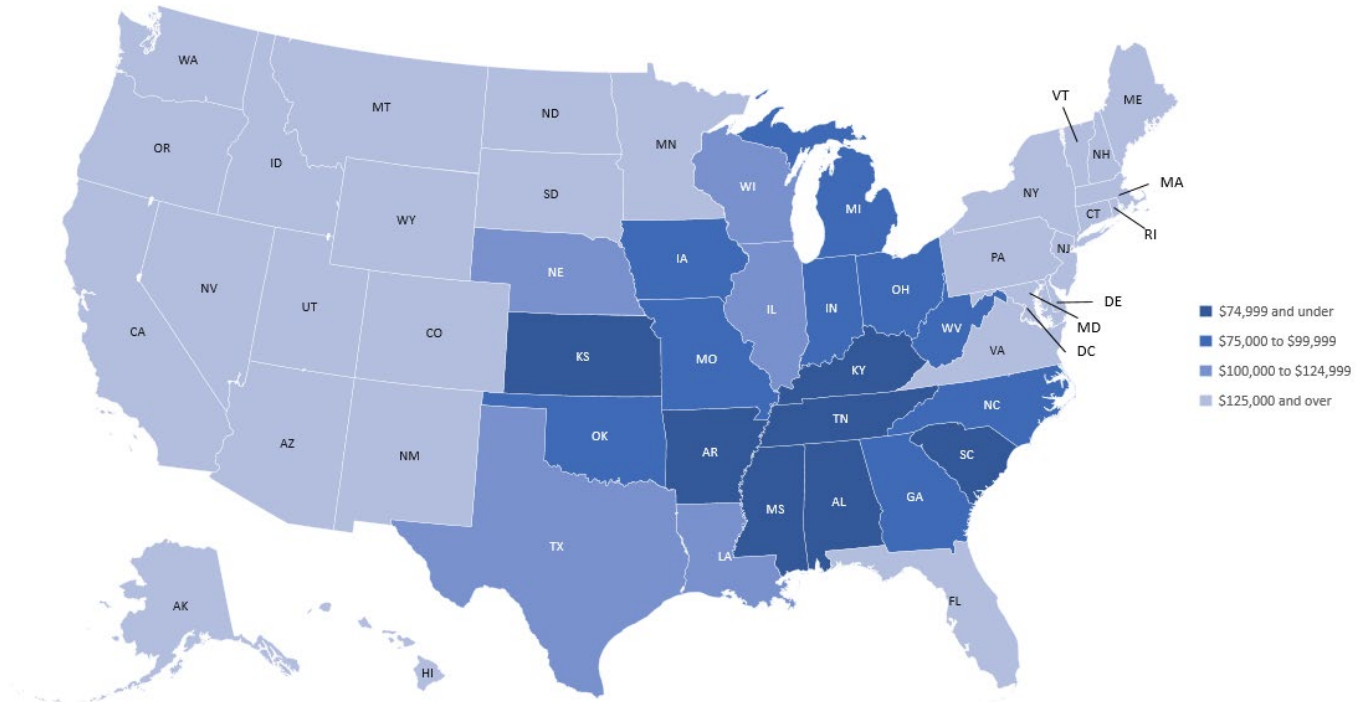 WA
MT
ND
MN
VT
ME
OR
ID
SD
WI
MI
NH
NY
MA
WY
CT
RI
IA
PA
NJ
NE
NV
UT
CO
IL
IN
OH
DE
WV
MD
CA
KS
MO
KY
VA
DC
AZ
NM
OK
AR
TN
NC
SC
TX
LA
MS
AL
GA
FL
AK
HI
$74,999 and under
$75,000 to $99,999
$100,000 to $124,999
$125,000 and over